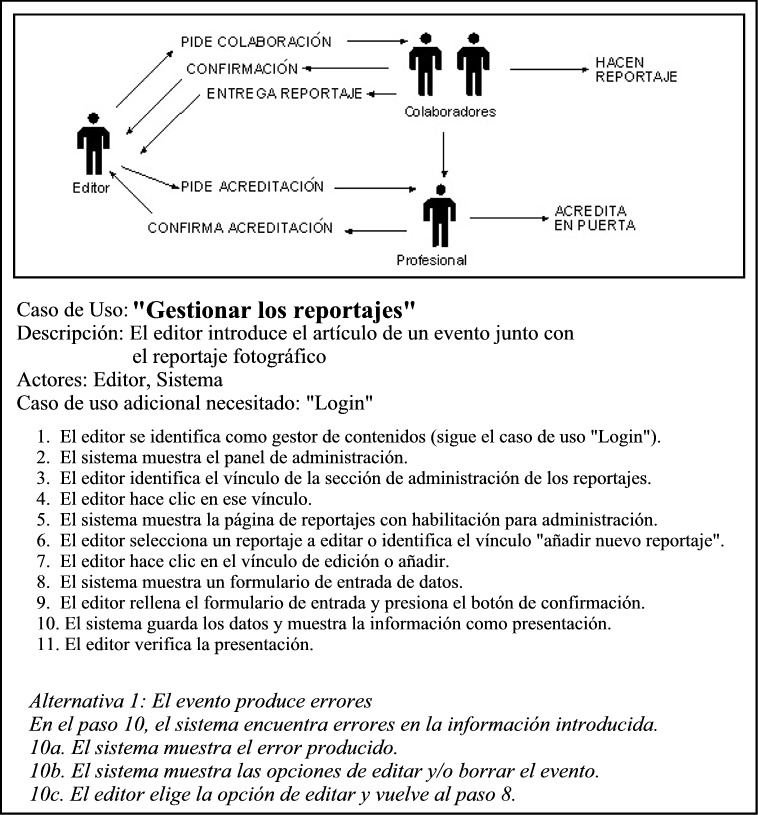 PIDE COLABORACIÓN
CONFIRMACIÓN
ENTREGA REPORTAJE
HACEN
REPORTAJE
Colaboradores
Editor
PIDE ACREDITACIÓN
CONFIRMA ACREDITACIÓN
ACREDITA
EN PUERTA
Profesional
Caso de Uso: "Gestionar los reportajes"
Descripción: El editor introduce el artículo de un evento junto con
el reportaje fotográfico
Actores: Editor, Sistema
Caso de uso adicional necesitado: "Login"
1. El editor se identifica como gestor de contenidos (sigue el caso de uso "Login").
2. El sistema muestra el panel de administración.
3. El editor identifica el vínculo de la sección de administración de los reportajes.
4. El editor hace clic en ese vínculo.
5. El sistema muestra la página de reportajes con habilitación para administración.
6. El editor selecciona un reportaje a editar o identifica el vínculo "añadir nuevo reportaje".
7. El editor hace clic en el vínculo de edición o añadir.
8. El sistema muestra un formulario de entrada de datos.
9. El editor rellena el formulario de entrada y presiona el botón de confirmación.
10. El sistema guarda los datos y muestra la información como presentación.
11. El editor verifica la presentación.
Alternativa 1: El evento produce errores
En el paso 10, el sistema encuentra errores en la información introducida.
10a. El sistema muestra el error producido.
10b. El sistema muestra las opciones de editar y/o borrar el evento.
10c. El editor elige la opción de editar y vuelve al paso 8.